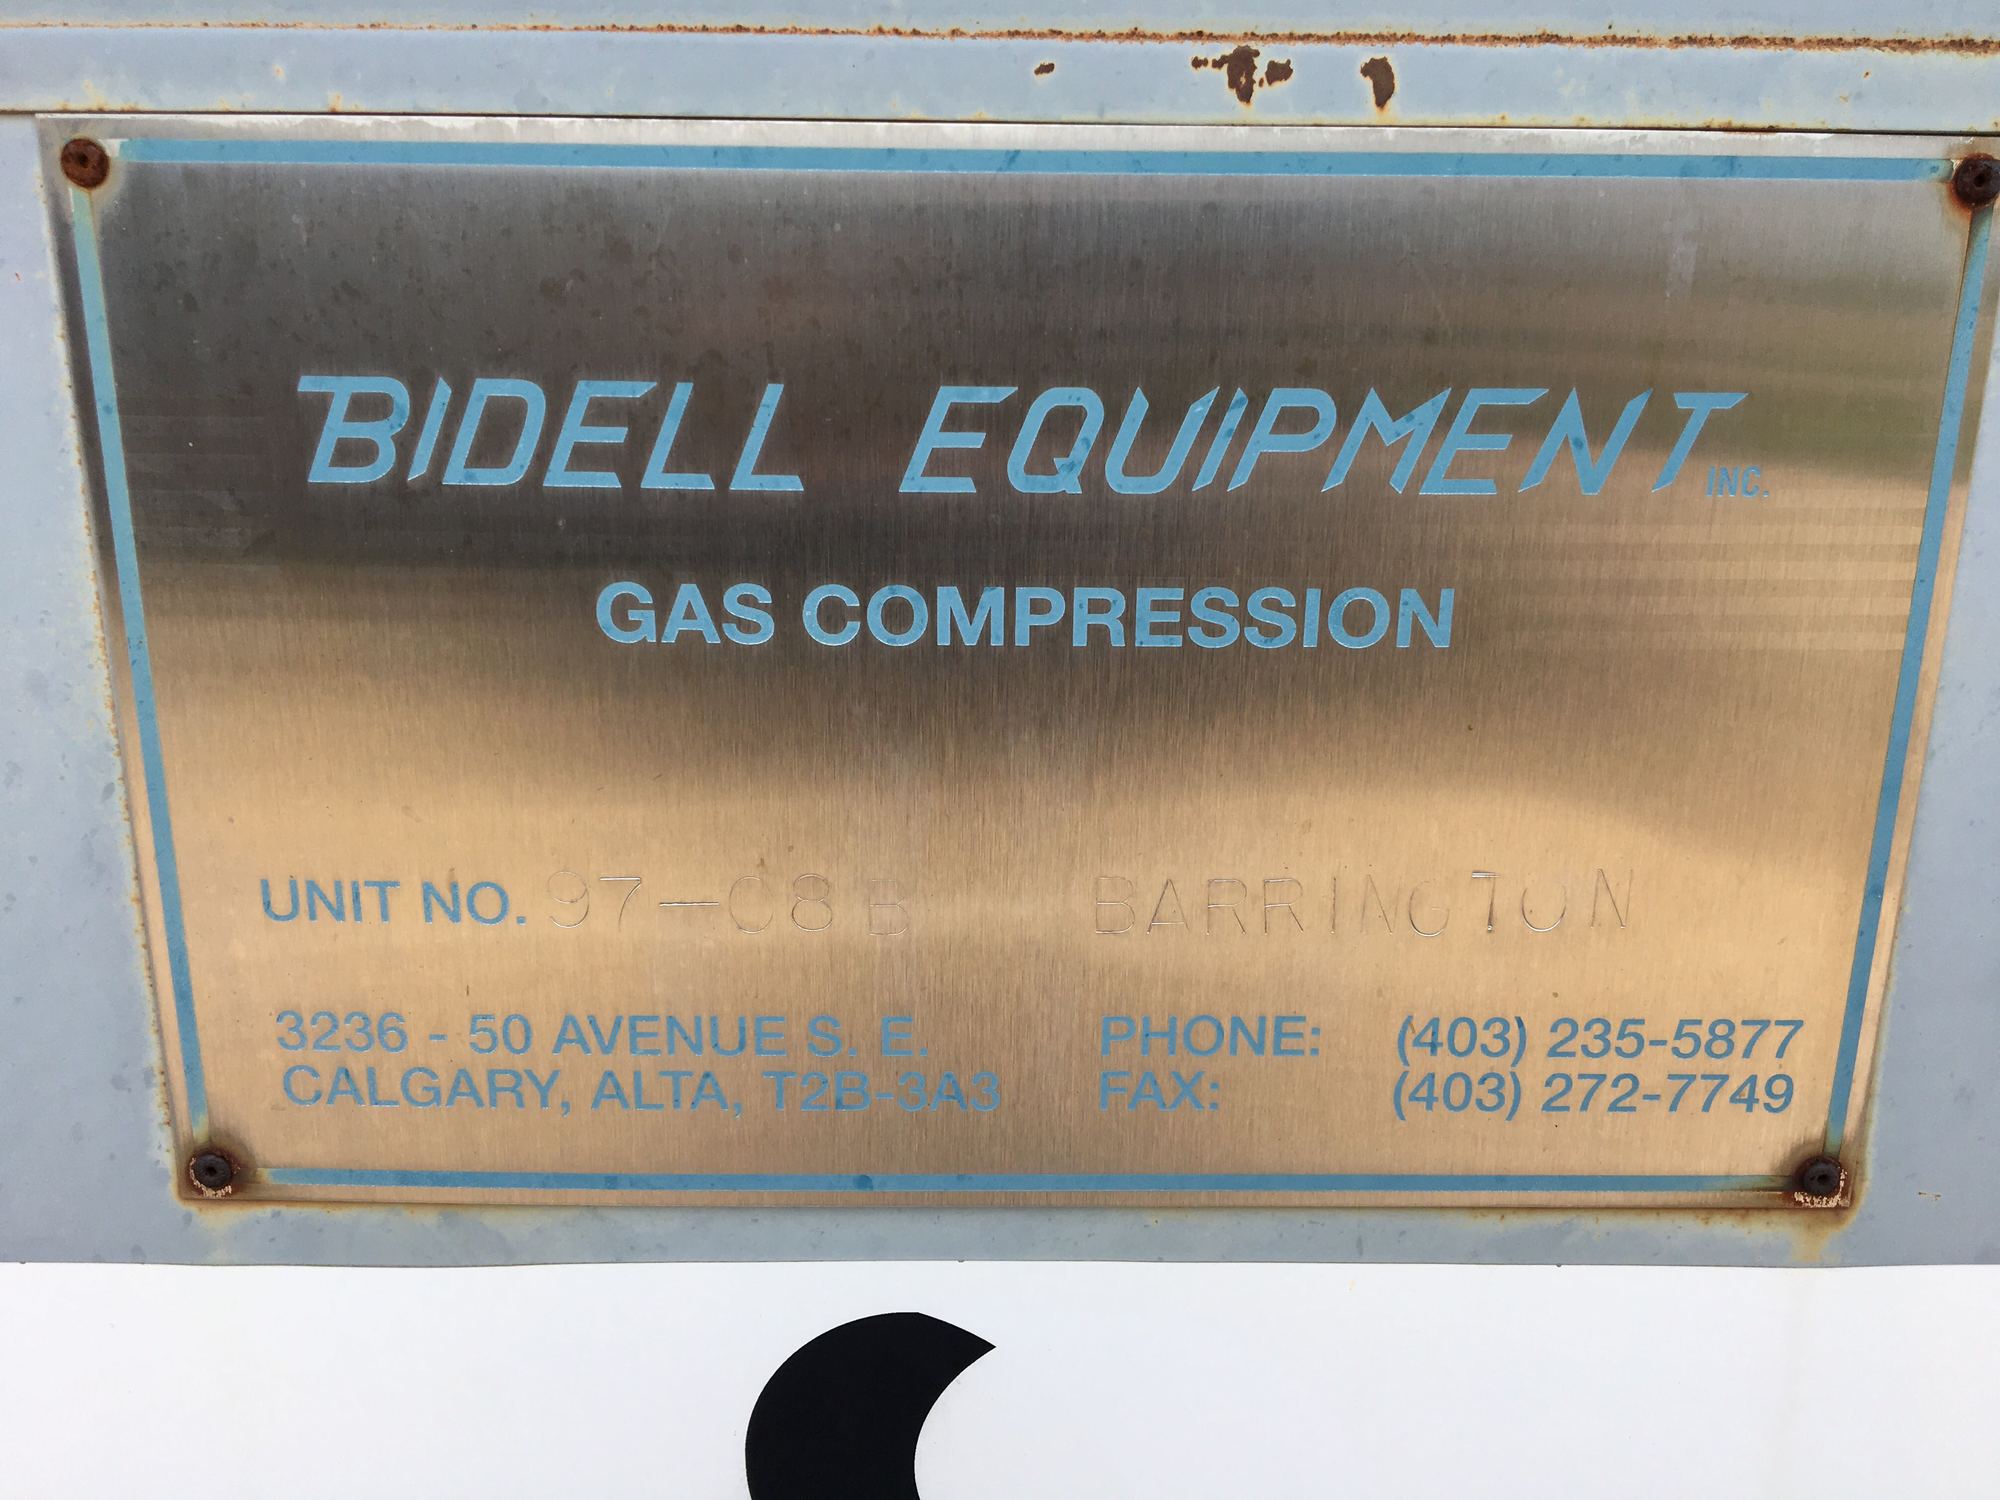 BIDELL EQUIPMENT INC.
GAS COMPRESSION
UNIT NO. 97-08B BARRINGTON
3236 - 50 AVENUE S. E. PHONE: (403) 235-5877
CALGARY, ALTA, T2B-3A3 FAX: (403) 272-7749